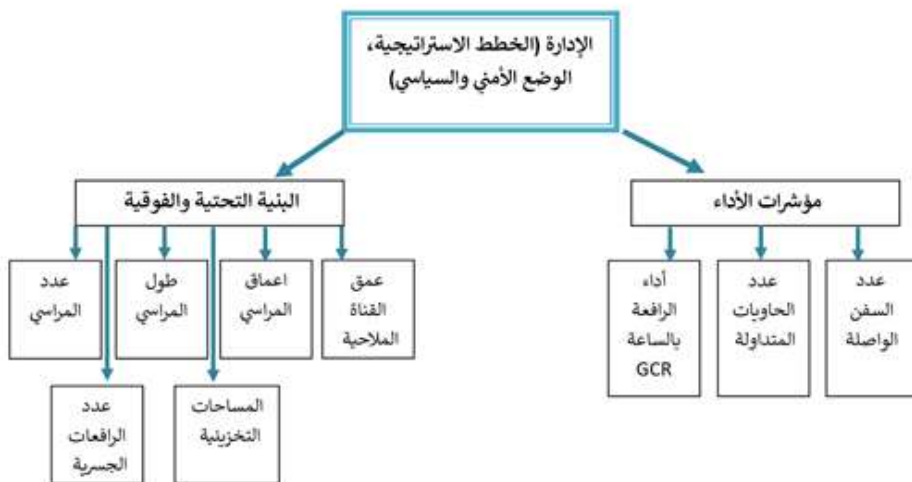 الإدارة (الخطط الاستراتيجية،
الوضع الأمني والسياسي)
مؤشرات الأداء
البنية التحتية والفوقية
عدد
السفن
الواصلة
عدد
الحاويات
المتداولة
أداء
الرافعة
بالساعة
GCR
عمق
القناة
الملاحية
اعماق
المراسي
طول
المراسي
عدد
المراسي
المساحات
التخزينية
عدد
الرافعات
الجسرية